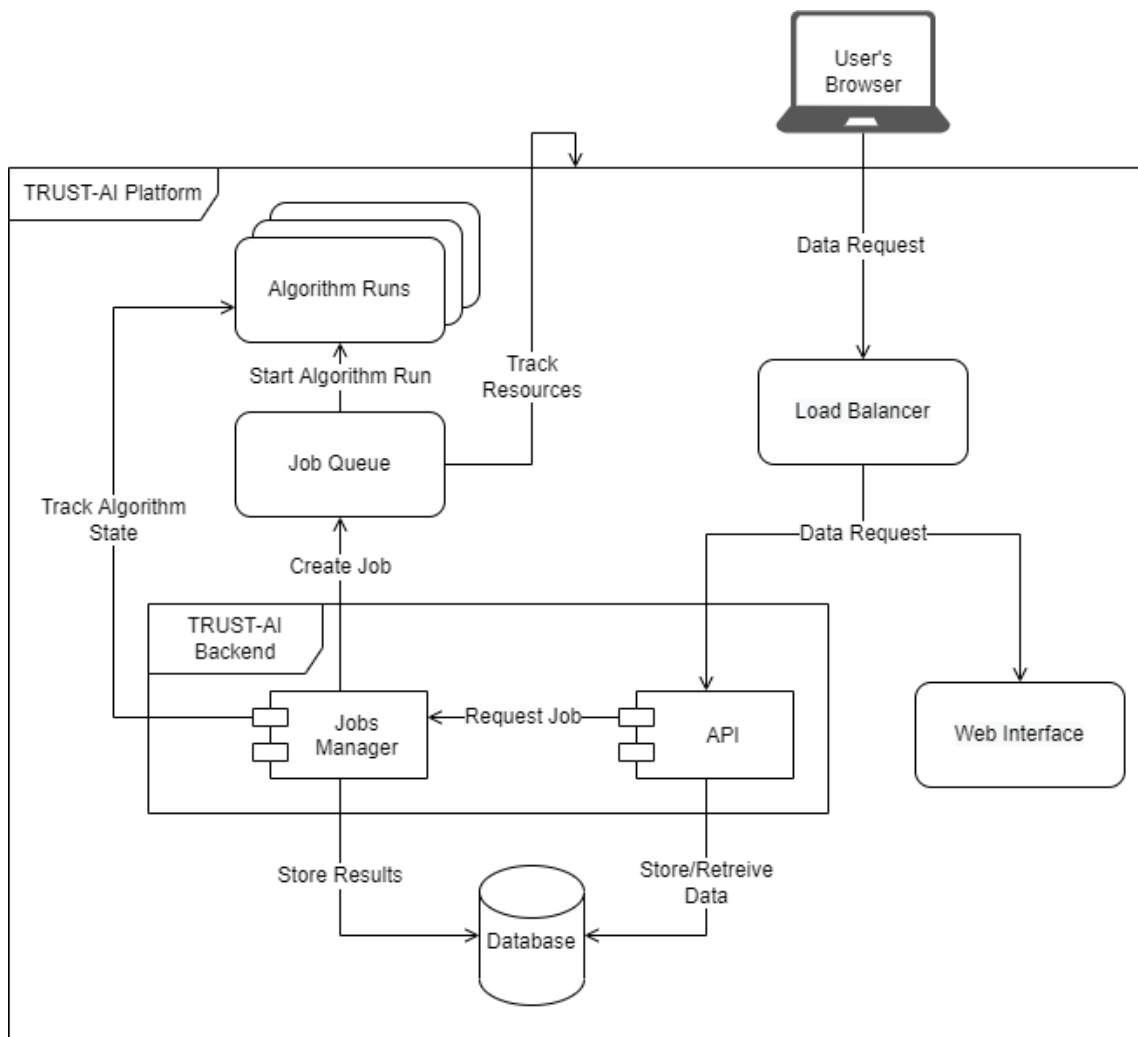 User's
Browser
TRUST-AI Platform
Data Request
Algorithm Runs
Start Algorithm Run
Track
Resources
Load Balancer
Job Queue
Track Algorithm
State
Data Request
Create Job
TRUST-AI
Backend
Jobs
Manager
Request Job
API
Web Interface
Store Results
Store/Retreive
Data
Database